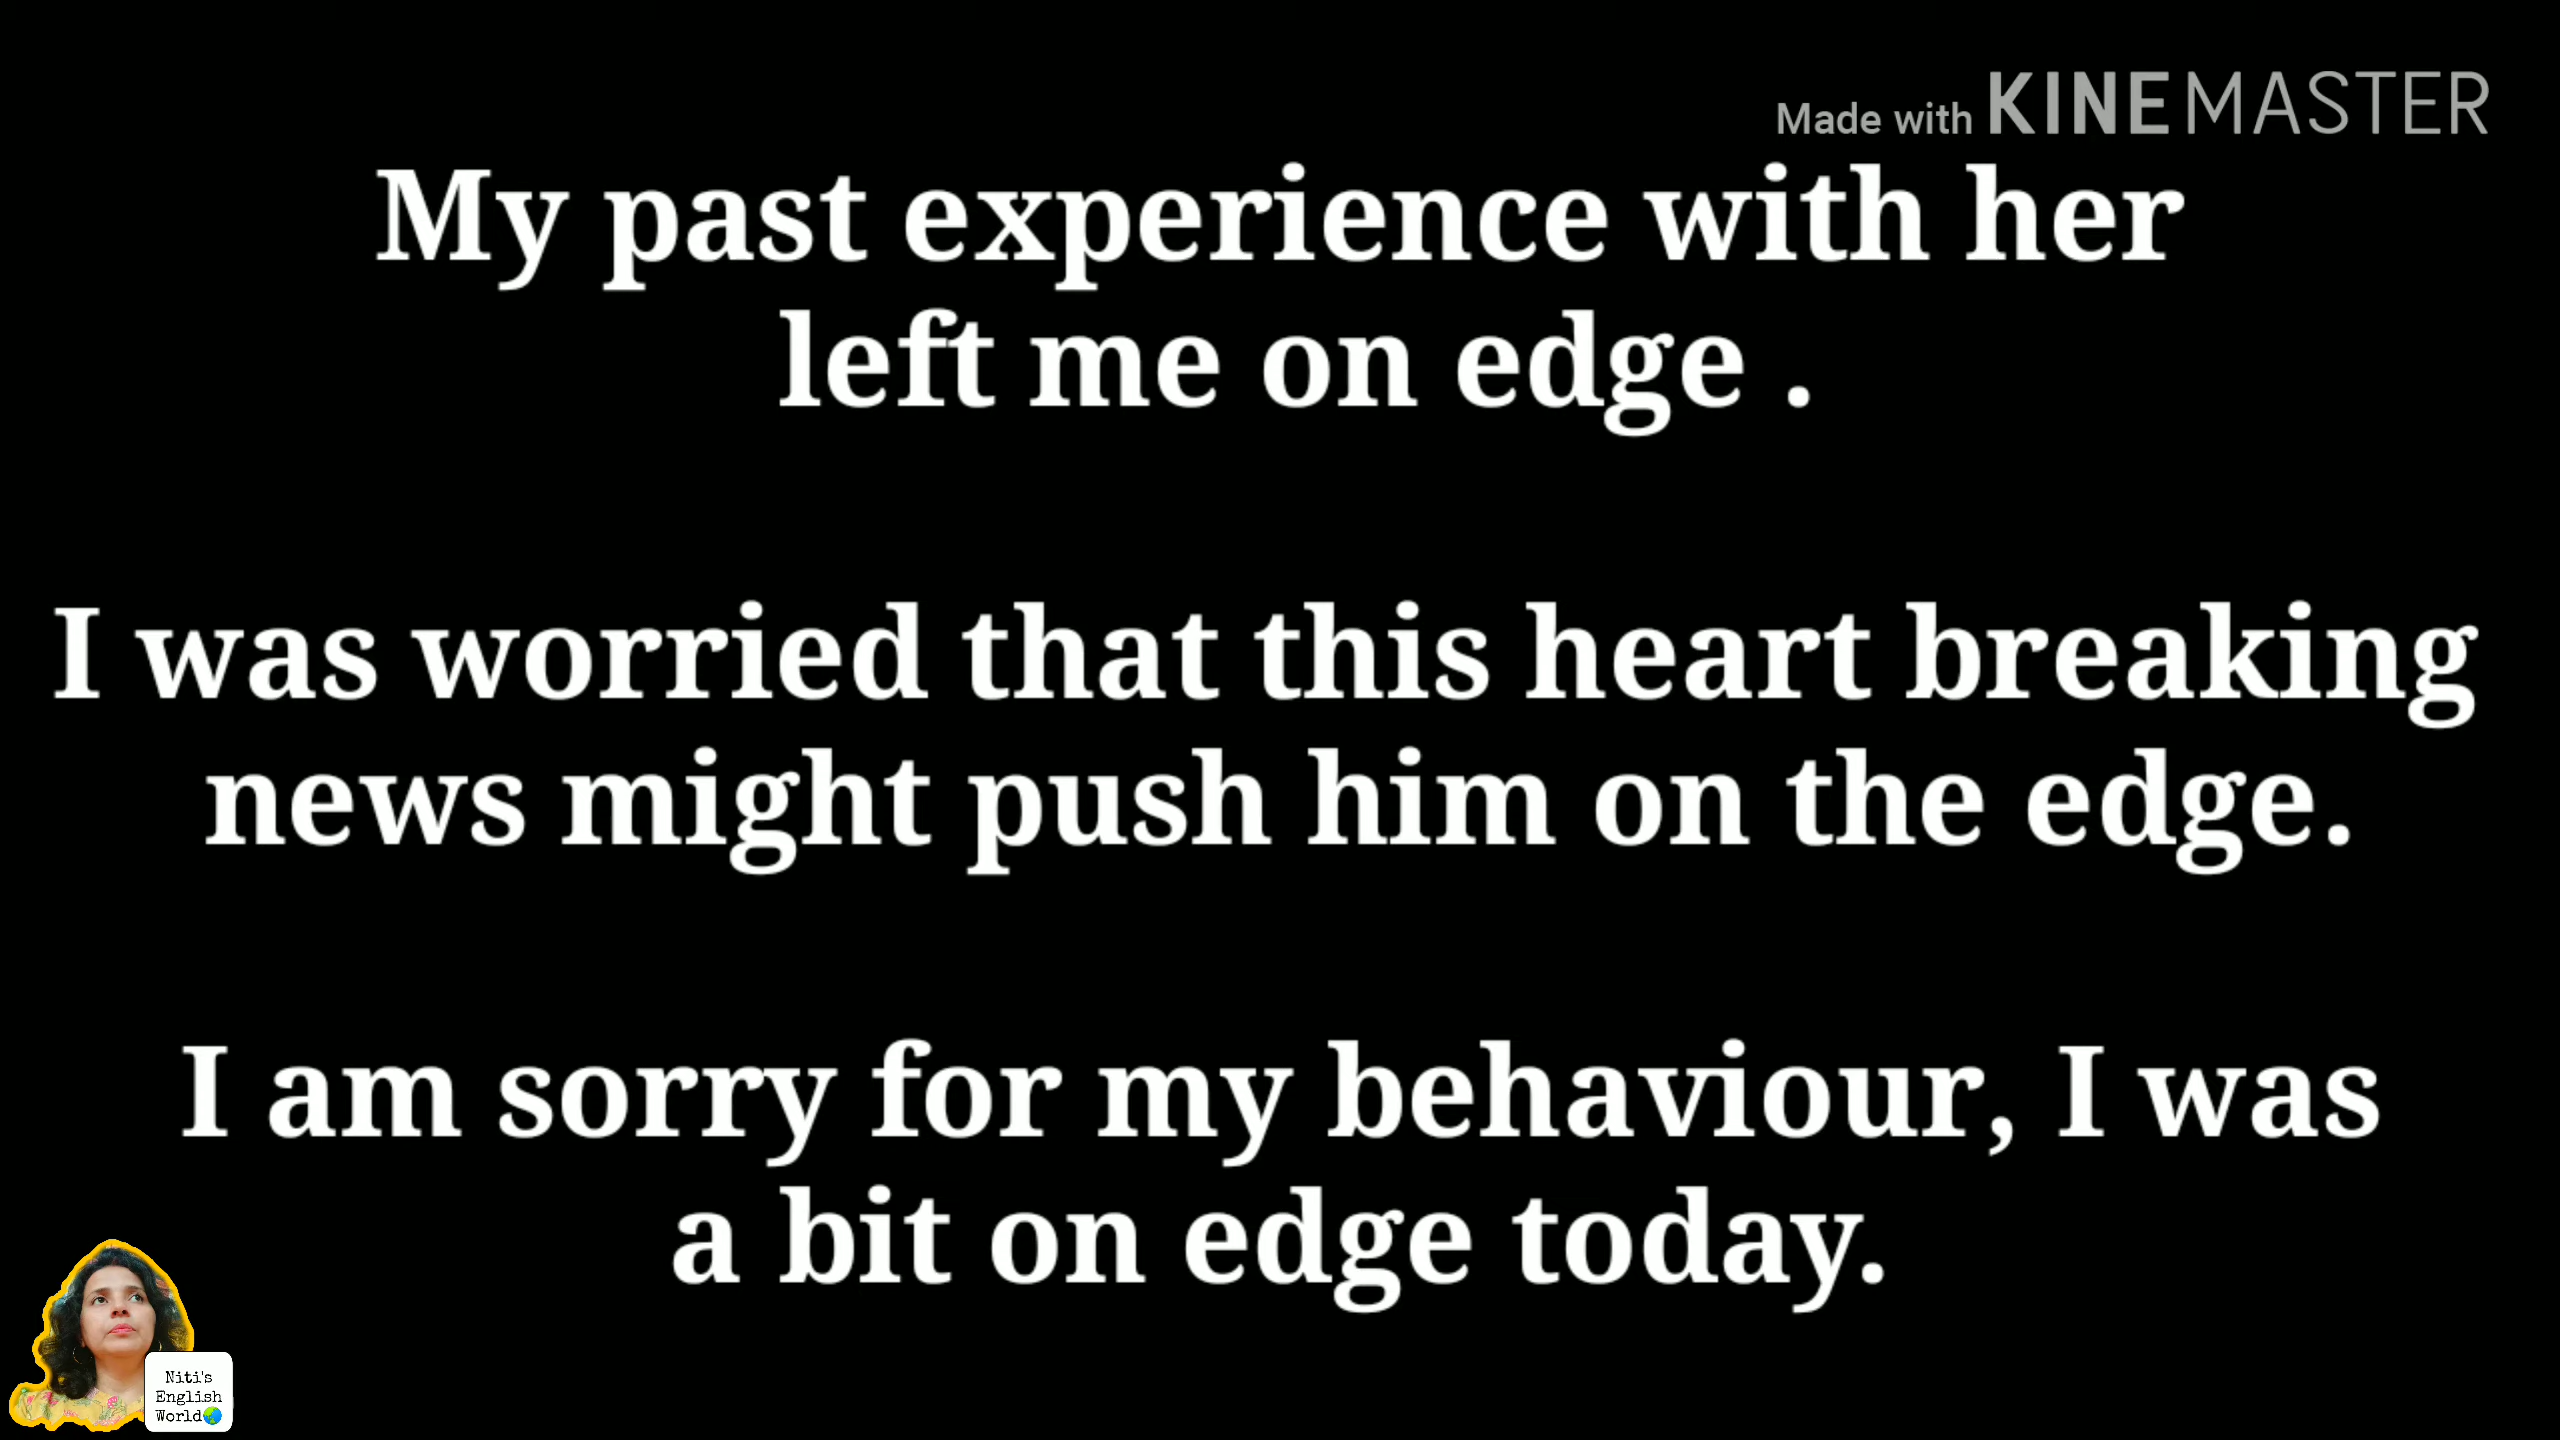 Made with KINEMASTER
My past experience with her
left me on edge .
I was worried that this heart breaking
news might push him on the edge.
I am sorry for my behaviour, I was
a bit on edge today.
Niti's
English
World